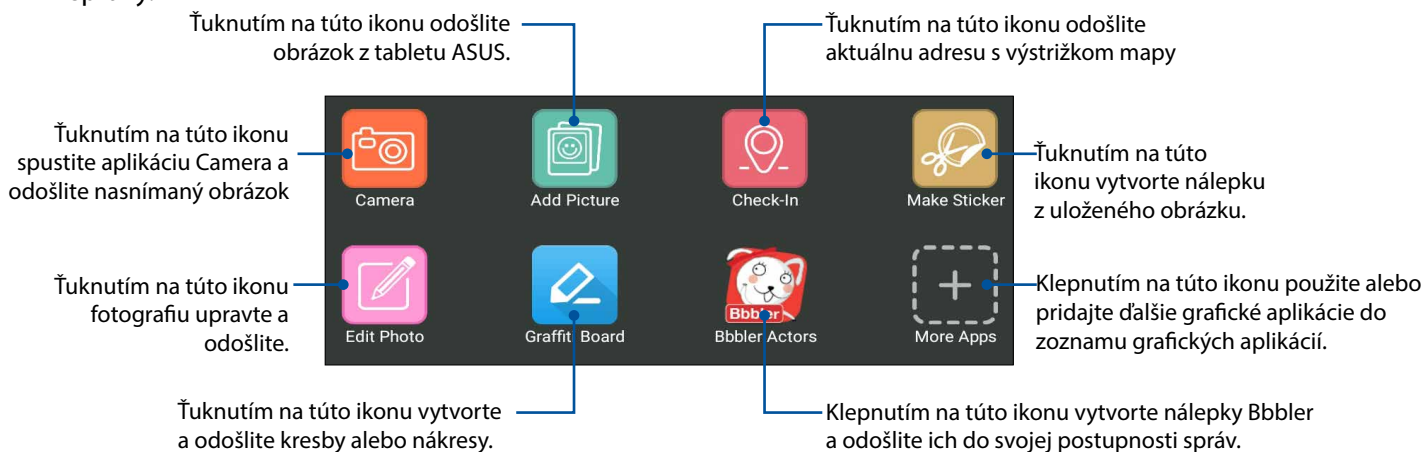 Ťuknutím na túto ikonu odošlite
obrázok z tabletu ASUS.
Ťuknutím na túto ikonu odošlite
aktuálnu adresu s výstrižkom mapy
Ťuknutím na túto ikonu
spustite aplikáciu Camera a
odošlite nasnímaný obrázok
Ťuknutím na túto
ikonu vytvorte nálepku
z uloženého obrázku.
Camera
Add Picture
Check-In
Make Sticker
Ťuknutím na túto ikonu
fotografiu upravte a
odošlite.
Bbbler
Klepnutím na túto ikonu použite alebo
pridajte ďalšie grafické aplikácie do
zoznamu grafických aplikácií.
Edit Photo
Graffiti Board
Bbbler Actors
More Apps
Ťuknutím na túto ikonu vytvorte
a odošlite kresby alebo nákresy.
Klepnutím na túto ikonu vytvorte nálepky Bbbler
a odošlite ich do svojej postupnosti správ.